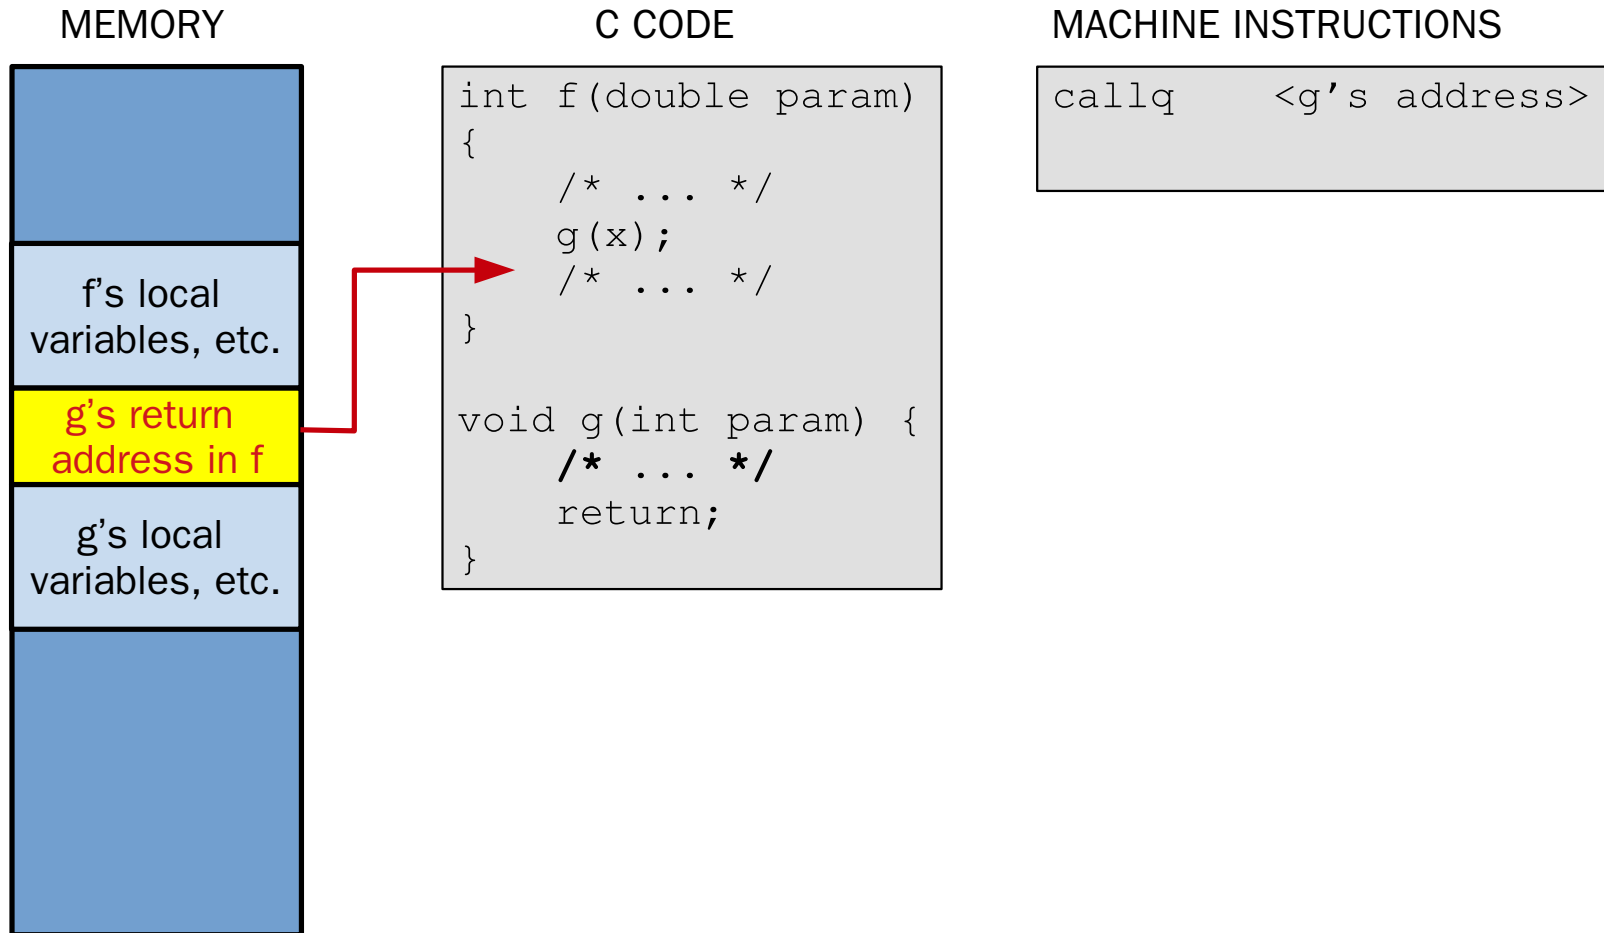 MEMORY
f’s local
variables, etc.
g’s return
address in f
g’s local
variables, etc.
C CODE
int f(double param)
{
    /* ... */
    g(x);
    /* ... */
}
void g(int param) {
    /* ... */
    return;
}
MACHINE INSTRUCTIONS
callq    <g’s address>